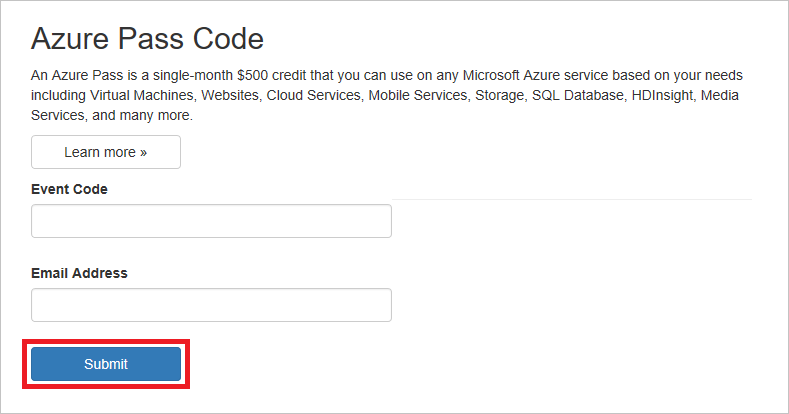 Azure Pass Code
An Azure Pass is a single-month $500 credit that you can use on any Microsoft Azure service based on your needs
including Virtual Machines, Websites, Cloud Services, Mobile Services, Storage, SQL Database, HDInsight, Media
Services, and many more.
Learn more »
Event Code
Email Address
Submit